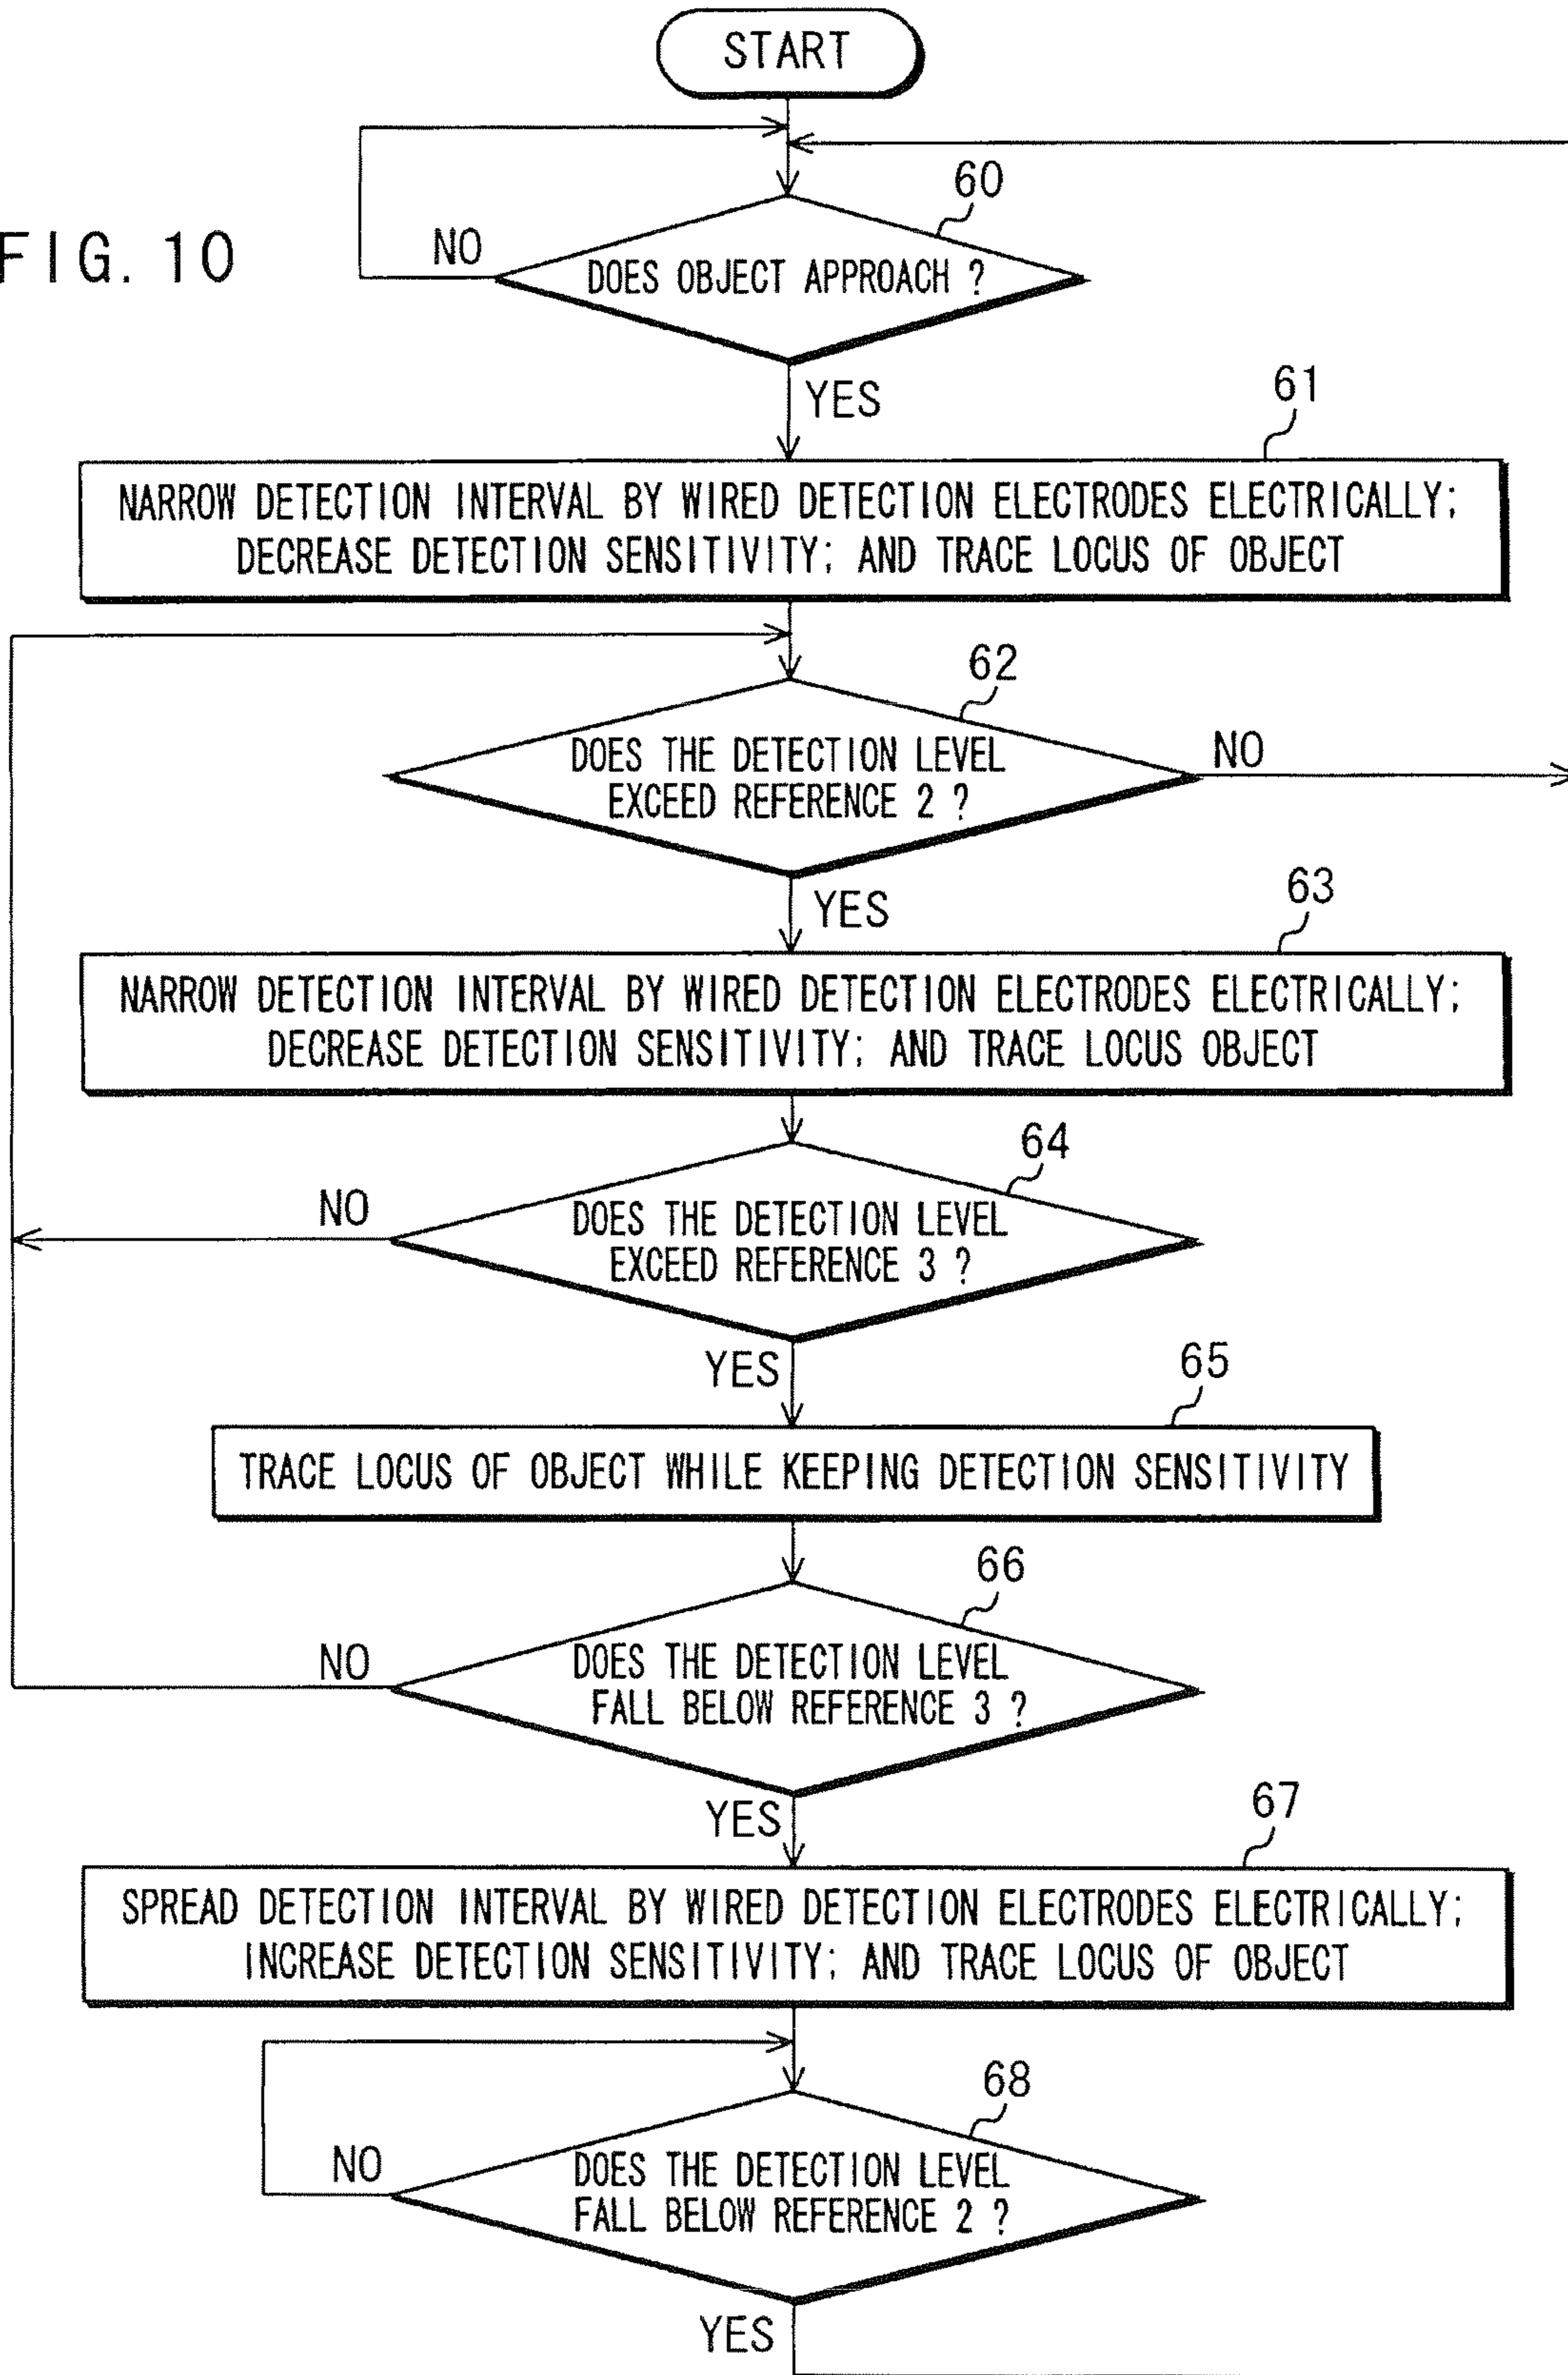 START
FIG. 10
60
NO
DOES OBJECT APPROACH ?
YES
61
NARROW DETECTION INTERVAL BY WIRED DETECTION ELECTRODES ELECTRICALLY;
DECREASE DETECTION SENSITIVITY; AND TRACE LOCUS OF OBJECT
62
DOES THE DETECTION LEVEL
EXCEED REFERENCE 2 ?
NO
YES
63
NARROW DETECTION INTERVAL BY WIRED DETECTION ELECTRODES ELECTRICALLY;
DECREASE DETECTION SENSITIVITY; AND TRACE LOCUS OBJECT
64
NO
DOES THE DETECTION LEVEL
EXCEED REFERENCE 3 ?
YES
65
TRACE LOCUS OF OBJECT WHILE KEEPING DETECTION SENSITIVITY
66
NO
DOES THE DETECTION LEVEL
FALL BELOW REFERENCE 3 ?
YES
67
SPREAD DETECTION INTERVAL BY WIRED DETECTION ELECTRODES ELECTRICALLY;
INCREASE DETECTION SENSITIVITY; AND TRACE LOCUS OF OBJECT
68
NO
DOES THE DETECTION LEVEL
FALL BELOW REFERENCE 2 ?
YES